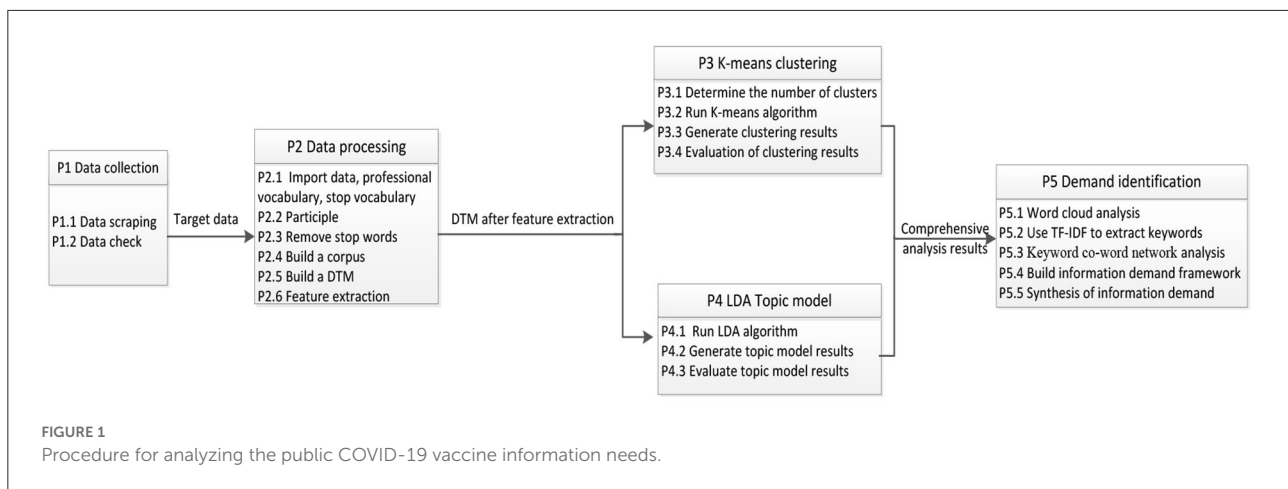 P1 Data collection
P1.1 Data scraping
P1.2 Data check
Target data
P2 Data processing
P2.1 Import data, professional
vocabulary, stop vocabulary
P2.2 Participle
P2.3 Remove stop words
P2.4 Build a corpus
P2.5 Build a DTM
P2.6 Feature extraction
DTM after feature extraction
P3 K-means clustering
P3.1 Determine the number of clusters
P3.2 Run K-means algorithm
P3.3 Generate clustering results
P3.4 Evaluation of clustering results
P4 LDA Topic model
P4.1 Run LDA algorithm
P4.2 Generate topic model results
P4.3 Evaluate topic model results
Comprehensive
analysis results
P5 Demand identification
P5.1 Word cloud analysis
P5.2 Use TF-IDF to extract keywords
P5.3 Keyword co-word network analysis
P5.4 Build information demand framework
P5.5 Synthesis of information demand
FIGURE 1
Procedure for analyzing the public COVID-19 vaccine information needs.